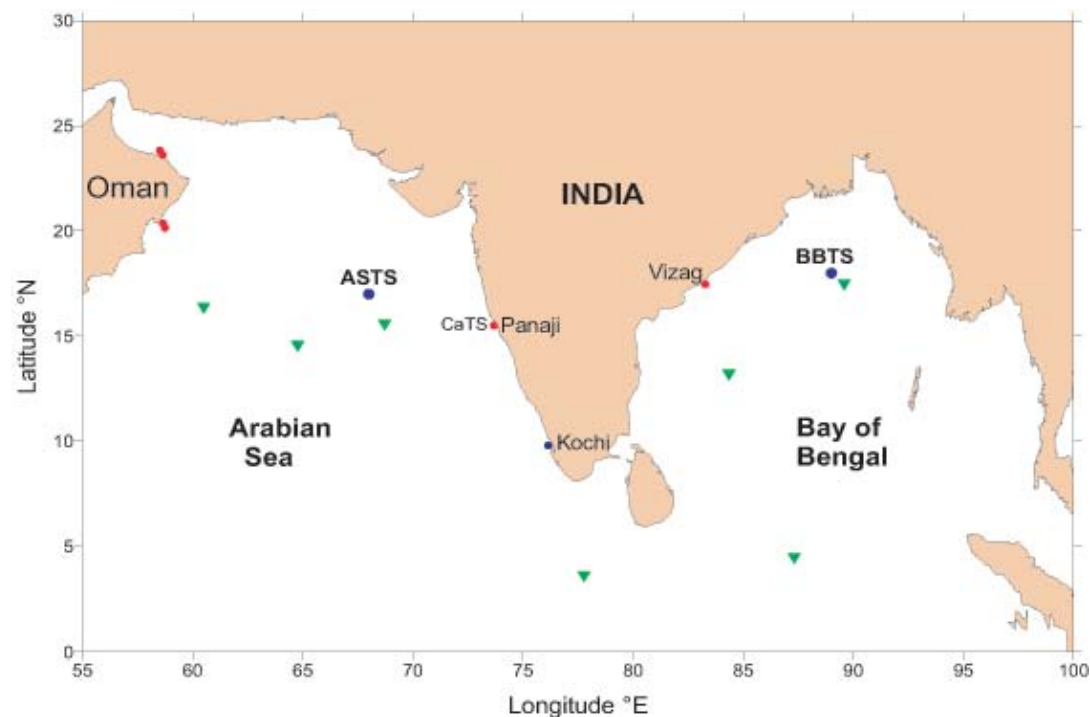 30
25
20
15
10
5
0
Latitude °N
Oman
INDIA
ASTS
Vizag
BBTS
CaTS
Panaji
Arabian
Sea
Kochi
Bay of
Bengal
55
60
65
70
75
80
85
90
95
100
Longitude °E